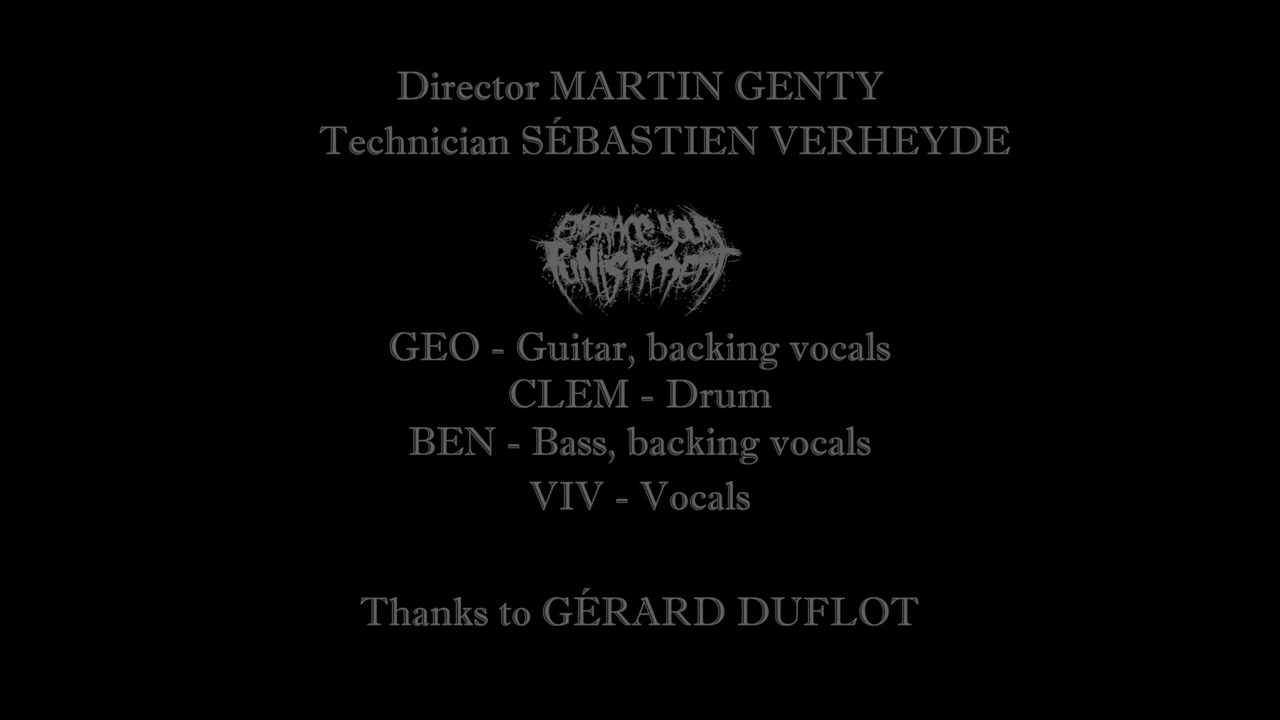 Director MARTIN GENTY
Technician SÉBASTIEN VERHEYDE
EMBRACE YOUR
PUNISHMENT
GEO - Guitar, backing vocals
CLEM - Drum
BEN - Bass, backing vocals
VIV - Vocals
Thanks to GÉRARD DUFLOT